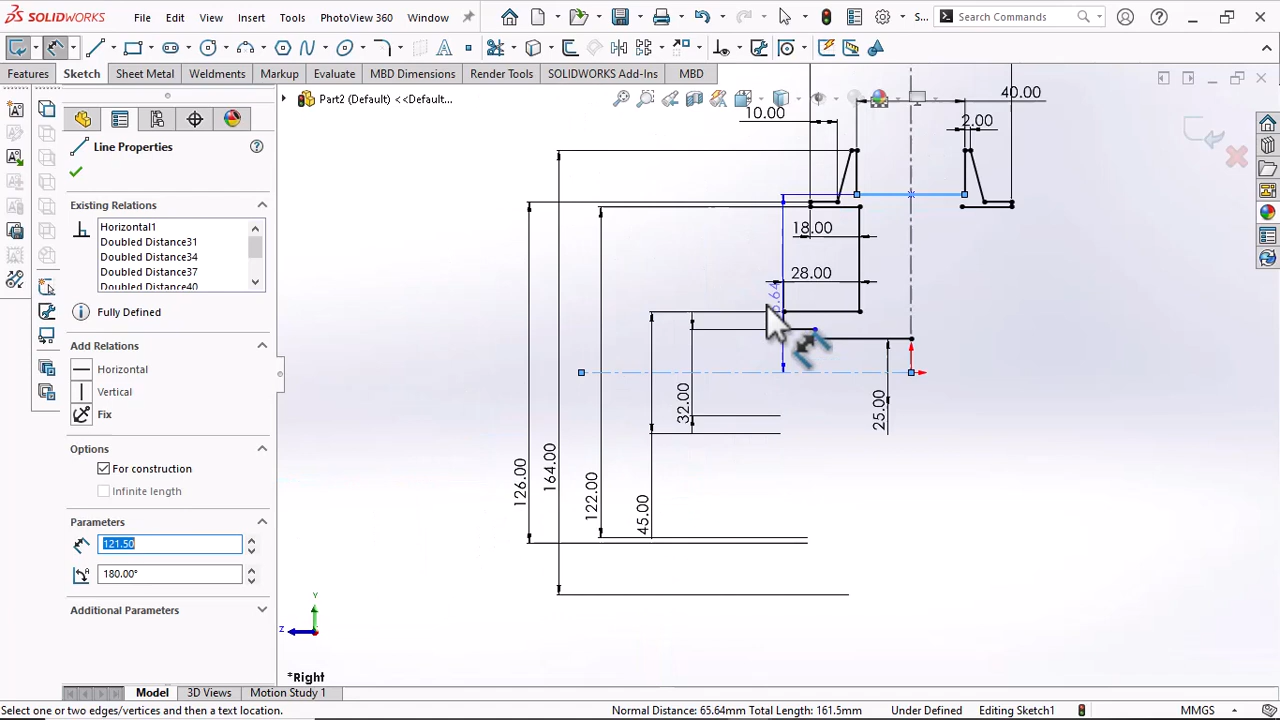 SOLIDWORKS File Edit View Insert Tools PhotoView 360 Window S... Search Commands
Features Sketch Sheet Metal Weldments Markup Evaluate MBD Dimensions Render Tools SOLIDWORKS Add-Ins MBD
Part2 (Default) <<Default...
Line Properties
Existing Relations
Horizontal1
Doubled Distance31
Doubled Distance34
Doubled Distance37
Doubled Distance40
Fully Defined
Add Relations
Horizontal
Vertical
Fix
Options
For construction
Infinite length
Parameters
121.50
180.00°
Additional Parameters
40.00
10.00
2.00
18.00
28.00
32.00
25.00
126.00
164.00
122.00
45.00
Y
Z
*Right
Model 3D Views Motion Study 1
Select one or two edges/vertices and then a text location. Normal Distance: 65.64mm Total Length: 161.5mm Under Defined Editing Sketch1 MMGS